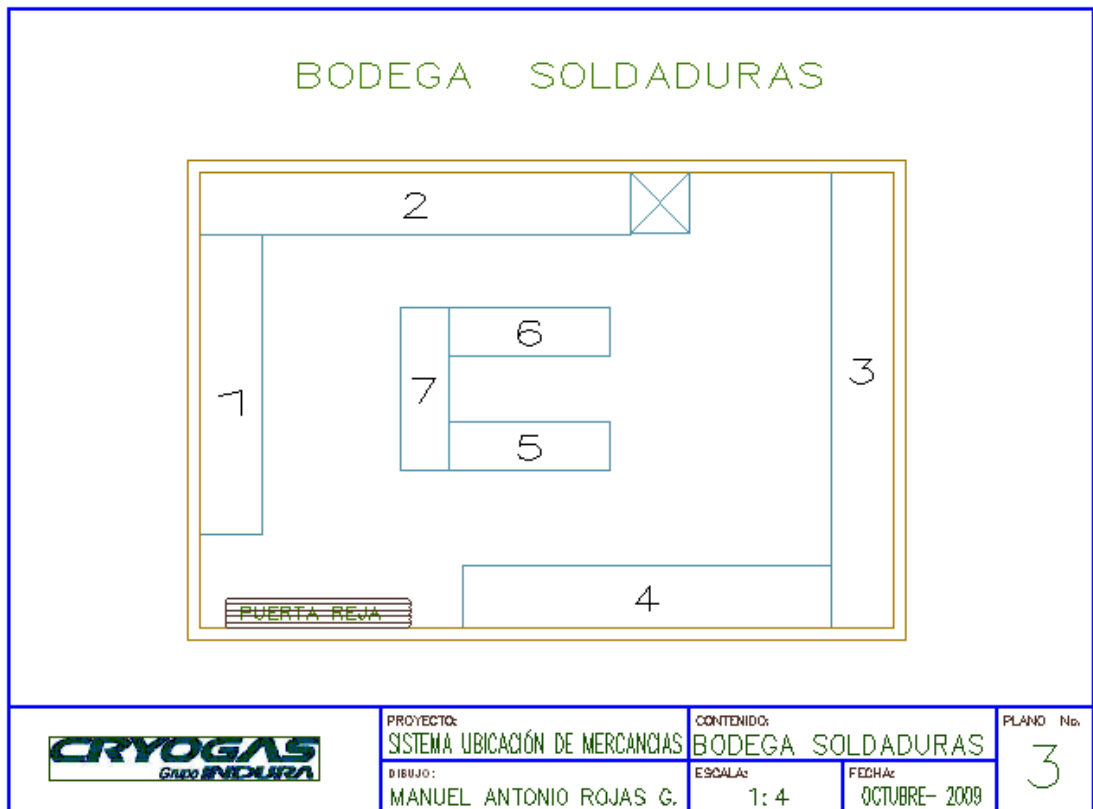 BODEGA SOLDADURAS
2
6
3
1
7
5
4
PUERTA REJA
CRYOGAS
Grupo INDURA
PROYECTO:
SISTEMA UBICACIÓN DE MERCANCIAS
DIBUJO:
MANUEL ANTONIO ROJAS G.
CONTENIDO:
BODEGA SOLDADURAS
ESCALA:
1:4
FECHA:
OCTUBRE- 2009
PLANO No.
3